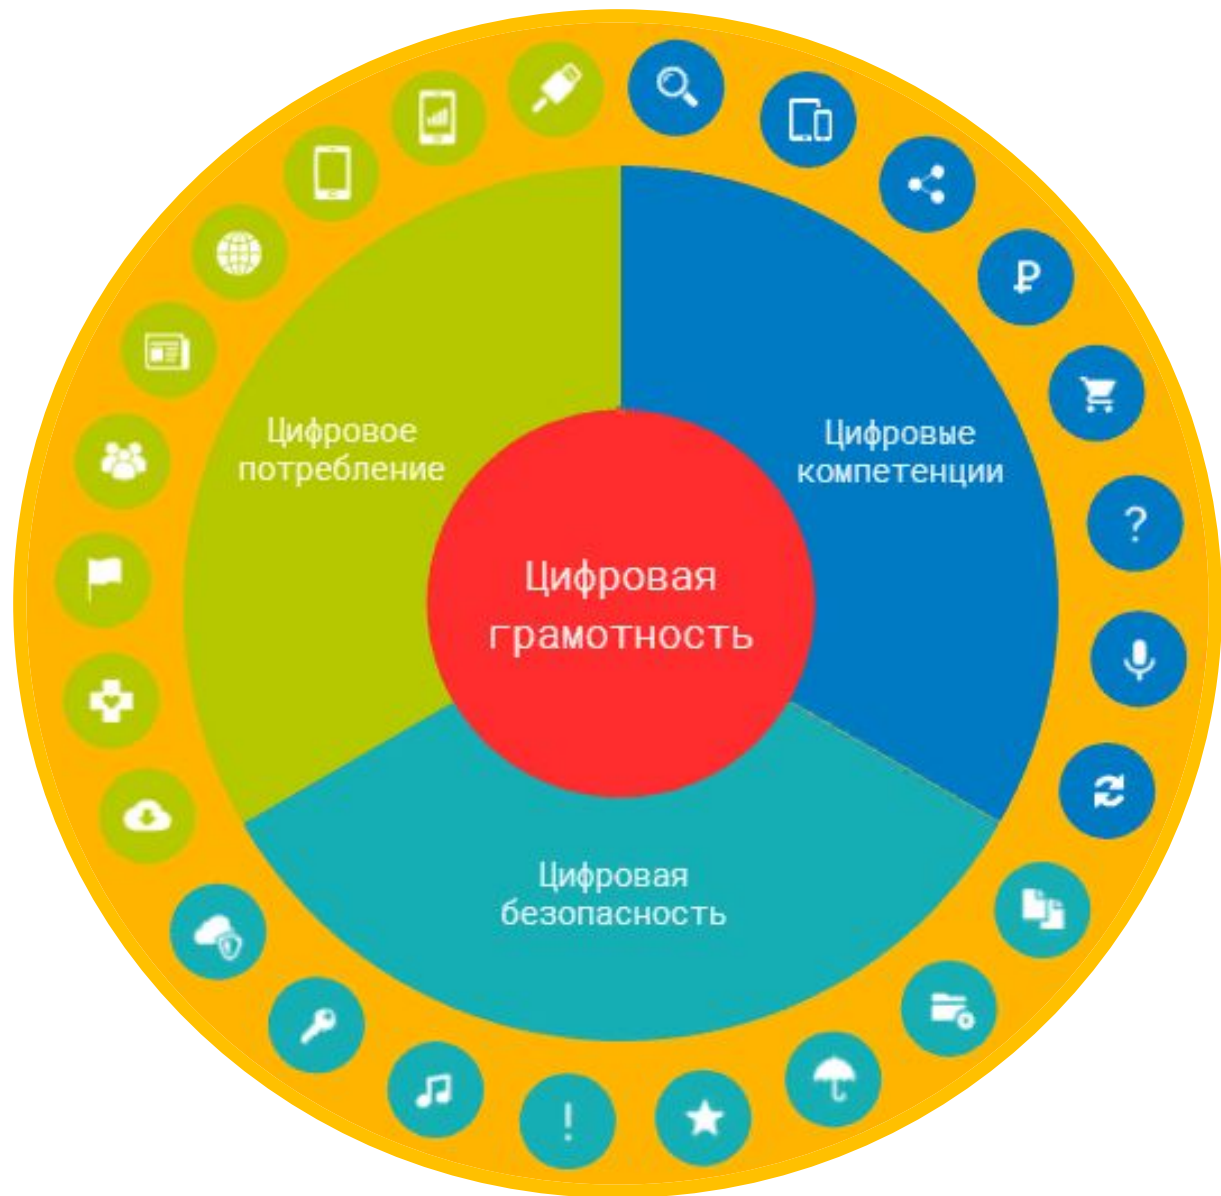 Цифровое
потребление
Цифровые
компетенции
Цифровая
грамотность
Цифровая
безопасность
₽
?
!